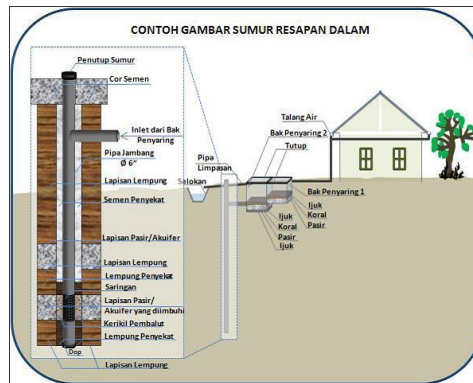 CONTOH GAMBAR SUMUR RESAPAN DALAM
Penutup Sumur
Cor Semen
Inlet dari Bak
Penyaring
Pipa Jambang
Ø 6"
Lapisan Lempung
Semen Penyekat
Lapisan Pasir/Akuifer
Lapisan Lempung
Lempung Penyekat
Saringan
Lapisan Pasir/
Akuifer yang diimbuhi
Kerikil Pembalut
Lempung Penyekat
Dop
Lapisan Lempung
Pipa
Limpasan
Selokan
Talang Air
Bak Penyaring 2
Tutup
Bak Penyaring 1
Ijuk
Koral
Pasir
Ijuk
Koral
Pasir
Ijuk